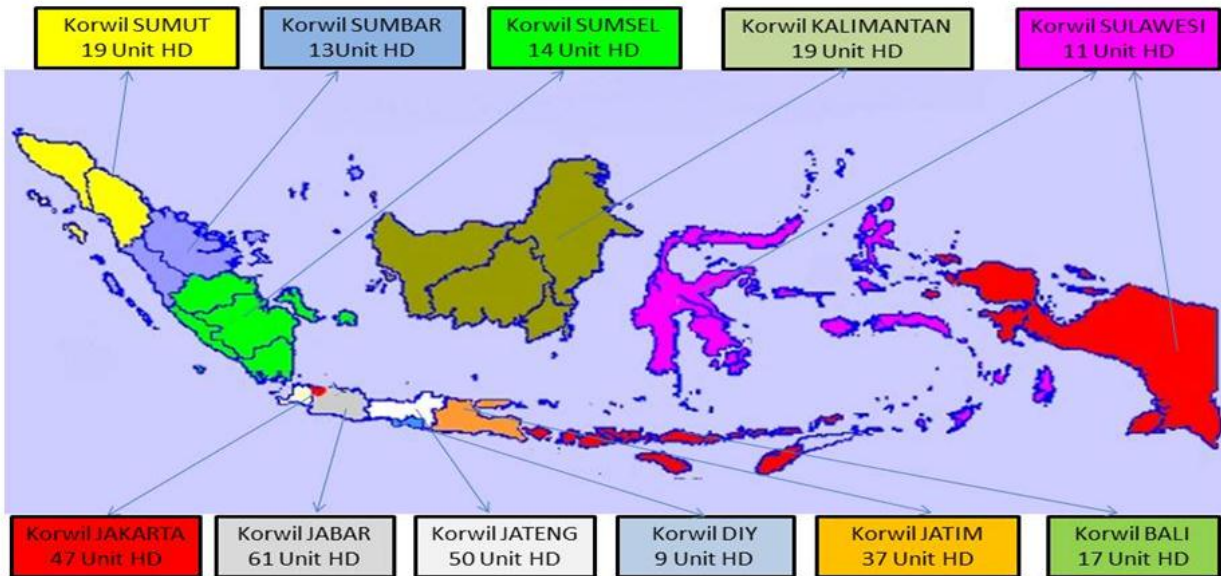 Korwil SUMUT
19 Unit HD
Korwil SUMBAR
13Unit HD
Korwil SUMSEL
14 Unit HD
Korwil KALIMANTAN
19 Unit HD
Korwil SULAWESI
11 Unit HD
Korwil JAKARTA
47 Unit HD
Korwil JABAR
61 Unit HD
Korwil JATENG
50 Unit HD
Korwil DIY
9 Unit HD
Korwil JATIM
37 Unit HD
Korwil BALI
17 Unit HD